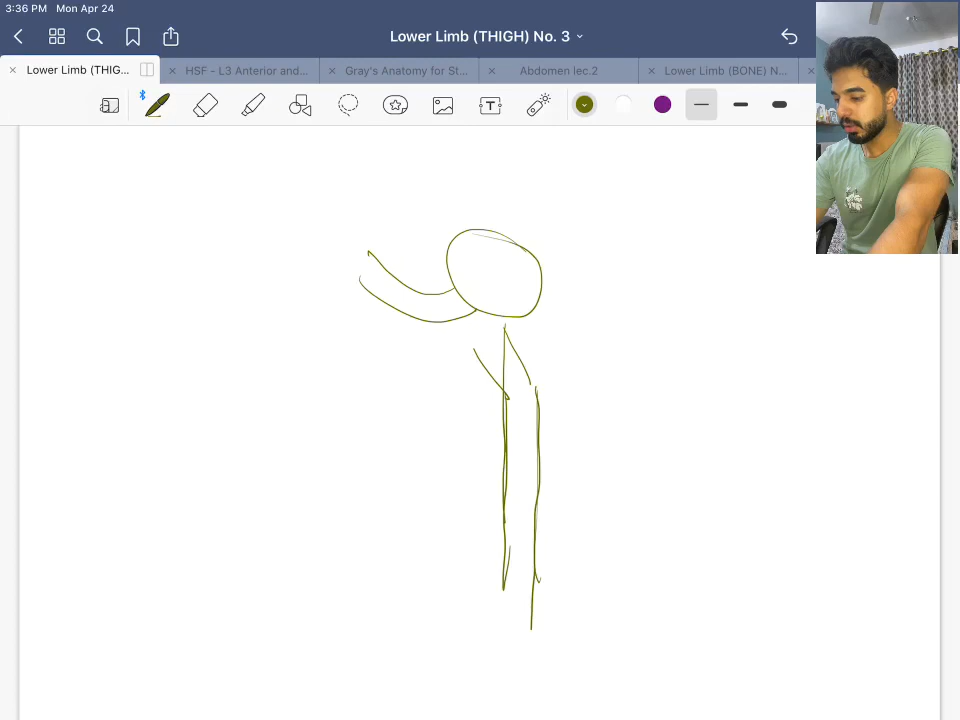 3:36 PM Mon Apr 24
Lower Limb (THIGH) No. 3
Lower Limb (THIG...
HSF - L3 Anterior and...
Gray's Anatomy for St...
Abdomen lec.2
Lower Limb (BONE) N...
T